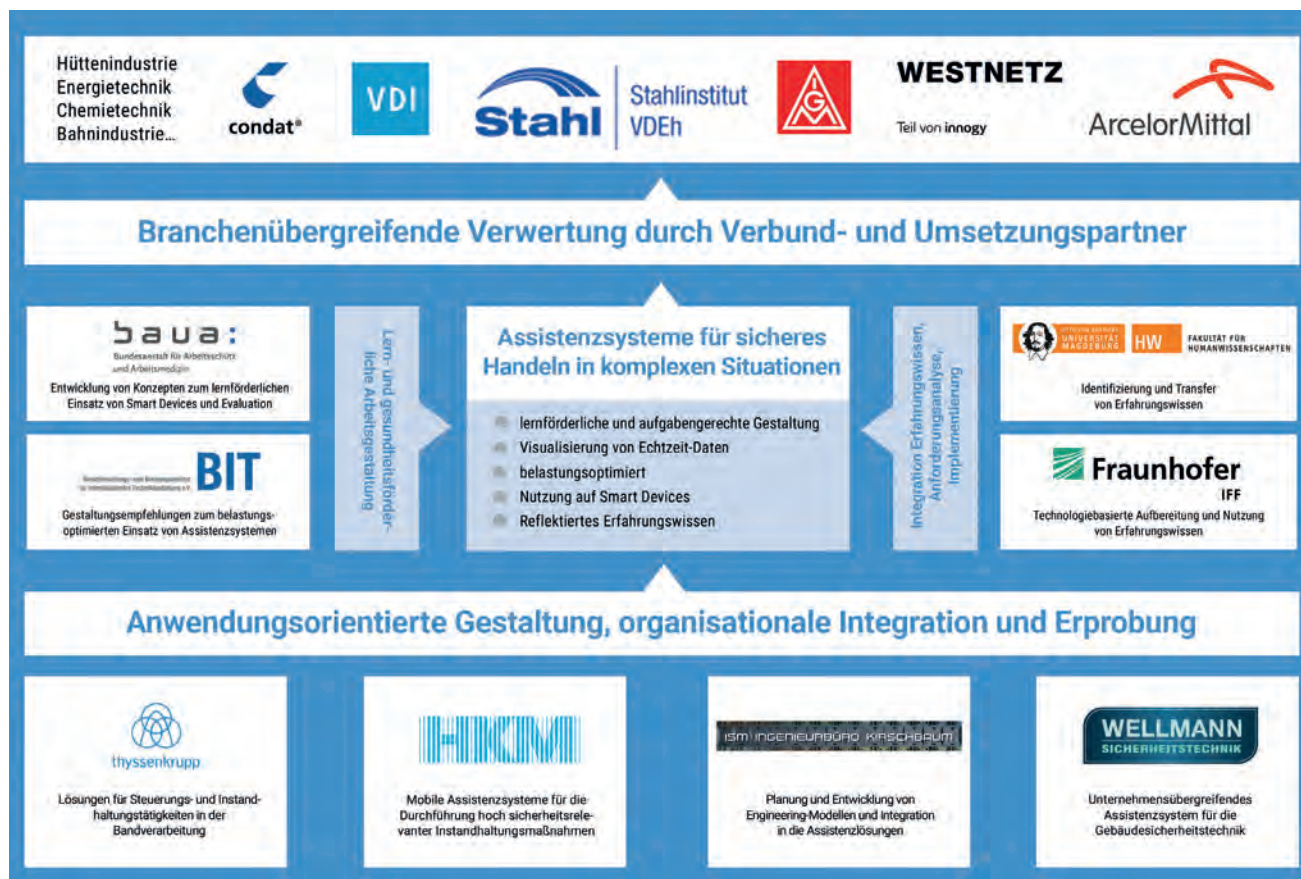 Hüttenindustrie
Energietechnik
Chemietechnik
Bahnindustrie...
condat®
VDI
Stahl
Stahlinstitut
VDEh
IGM
WESTNETZ
Teil von innogy
ArcelorMittal
Branchenübergreifende Verwertung durch Verbund- und Umsetzungspartner
baua:
Bundesanstalt für Arbeitsschutz
und Arbeitsmedizin
Entwicklung von Konzepten zum lernförderlichen
Einsatz von Smart Devices und Evaluation
BIT
Gestaltungsempfehlungen zum belastungs-
optimierten Einsatz von Assistenzsystemen
Lern- und gesundheitsförder-
liche Arbeitsgestaltung
Assistenzsysteme für sicheres
Handeln in komplexen Situationen
lernförderliche und aufgabengerechte Gestaltung
Visualisierung von Echtzeit-Daten
belastungsoptimiert
Nutzung auf Smart Devices
Reflektiertes Erfahrungswissen
Integration Erfahrungswissen,
Anforderungsanalyse,
Implementierung
UNIVERSITÄT
MAGDEBURG
HW
FAKULTÄT FÜR
HUMANWISSENSCHAFTEN
Identifizierung und Transfer
von Erfahrungswissen
Fraunhofer
IFF
Technologiebasierte Aufbereitung und Nutzung
von Erfahrungswissen
Anwendungsorientierte Gestaltung, organisationale Integration und Erprobung
thyssenkrupp
Lösungen für Steuerungs- und Instand-
haltungstätigkeiten in der
Bandverarbeitung
HKM
Mobile Assistenzsysteme für die
Durchführung hoch sicherheitsrele-
vanter Instandhaltungsmaßnahmen
ism INGENIEURBÜRO KIRSCHBAUM
Planung und Entwicklung von
Engineering-Modellen und Integration
in die Assistenzlösungen
WELLMANN
SICHERHEITSTECHNIK
Unternehmensübergreifendes
Assistenzsystem für die
Gebäudesicherheitstechnik